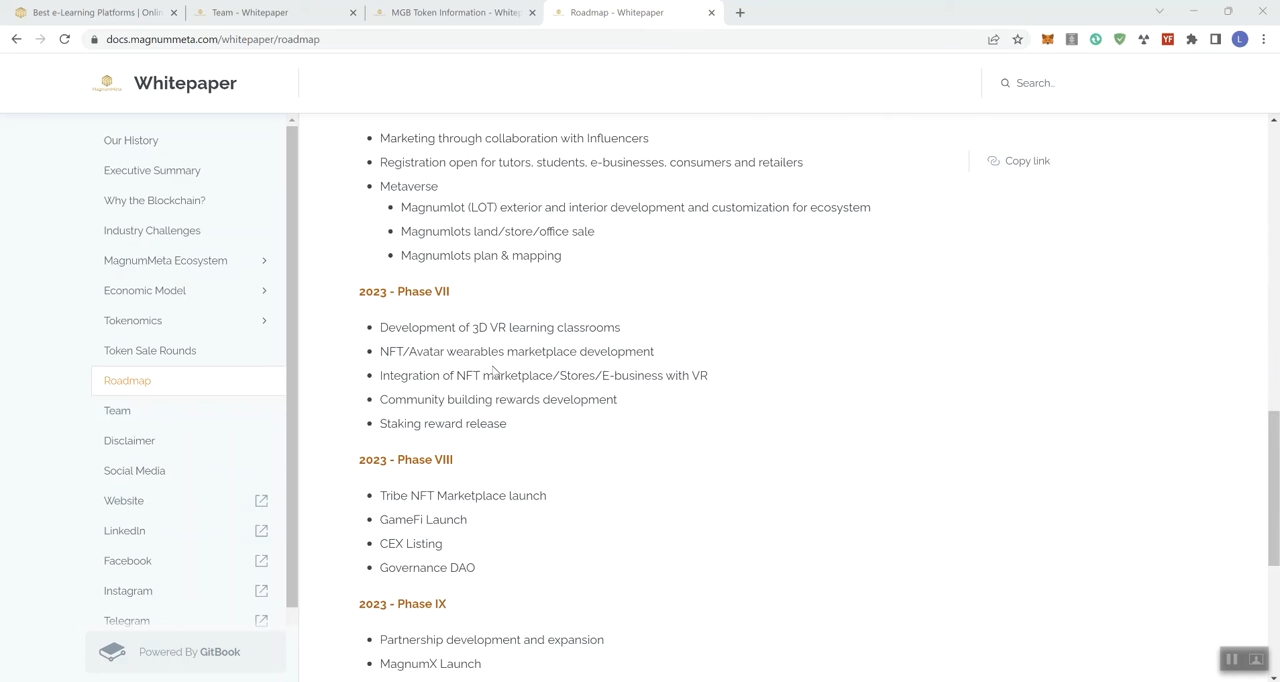 Best e-Learning Platforms | Onlin
Team - Whitepaper
MGB Token Information - Whitep
Roadmap - Whitepaper
docs.magnummeta.com/whitepaper/roadmap
YF
L
MagnumMeta
Whitepaper
Search…
Our History
Executive Summary
Why the Blockchain?
Industry Challenges
MagnumMeta Ecosystem
Economic Model
Tokenomics
Token Sale Rounds
Roadmap
Team
Disclaimer
Social Media
Website
LinkedIn
Facebook
Instagram
Telegram
Powered By GitBook
Marketing through collaboration with Influencers
Registration open for tutors, students, e-businesses, consumers and retailers
Metaverse
Magnumlot (LOT) exterior and interior development and customization for ecosystem
Magnumlots land/store/office sale
Magnumlots plan & mapping
2023 - Phase VII
Development of 3D VR learning classrooms
NFT/Avatar wearables marketplace development
Integration of NFT marketplace/Stores/E-business with VR
Community building rewards development
Staking reward release
2023 - Phase VIII
Tribe NFT Marketplace launch
GameFi Launch
CEX Listing
Governance DAO
2023 - Phase IX
Partnership development and expansion
MagnumX Launch
Copy link